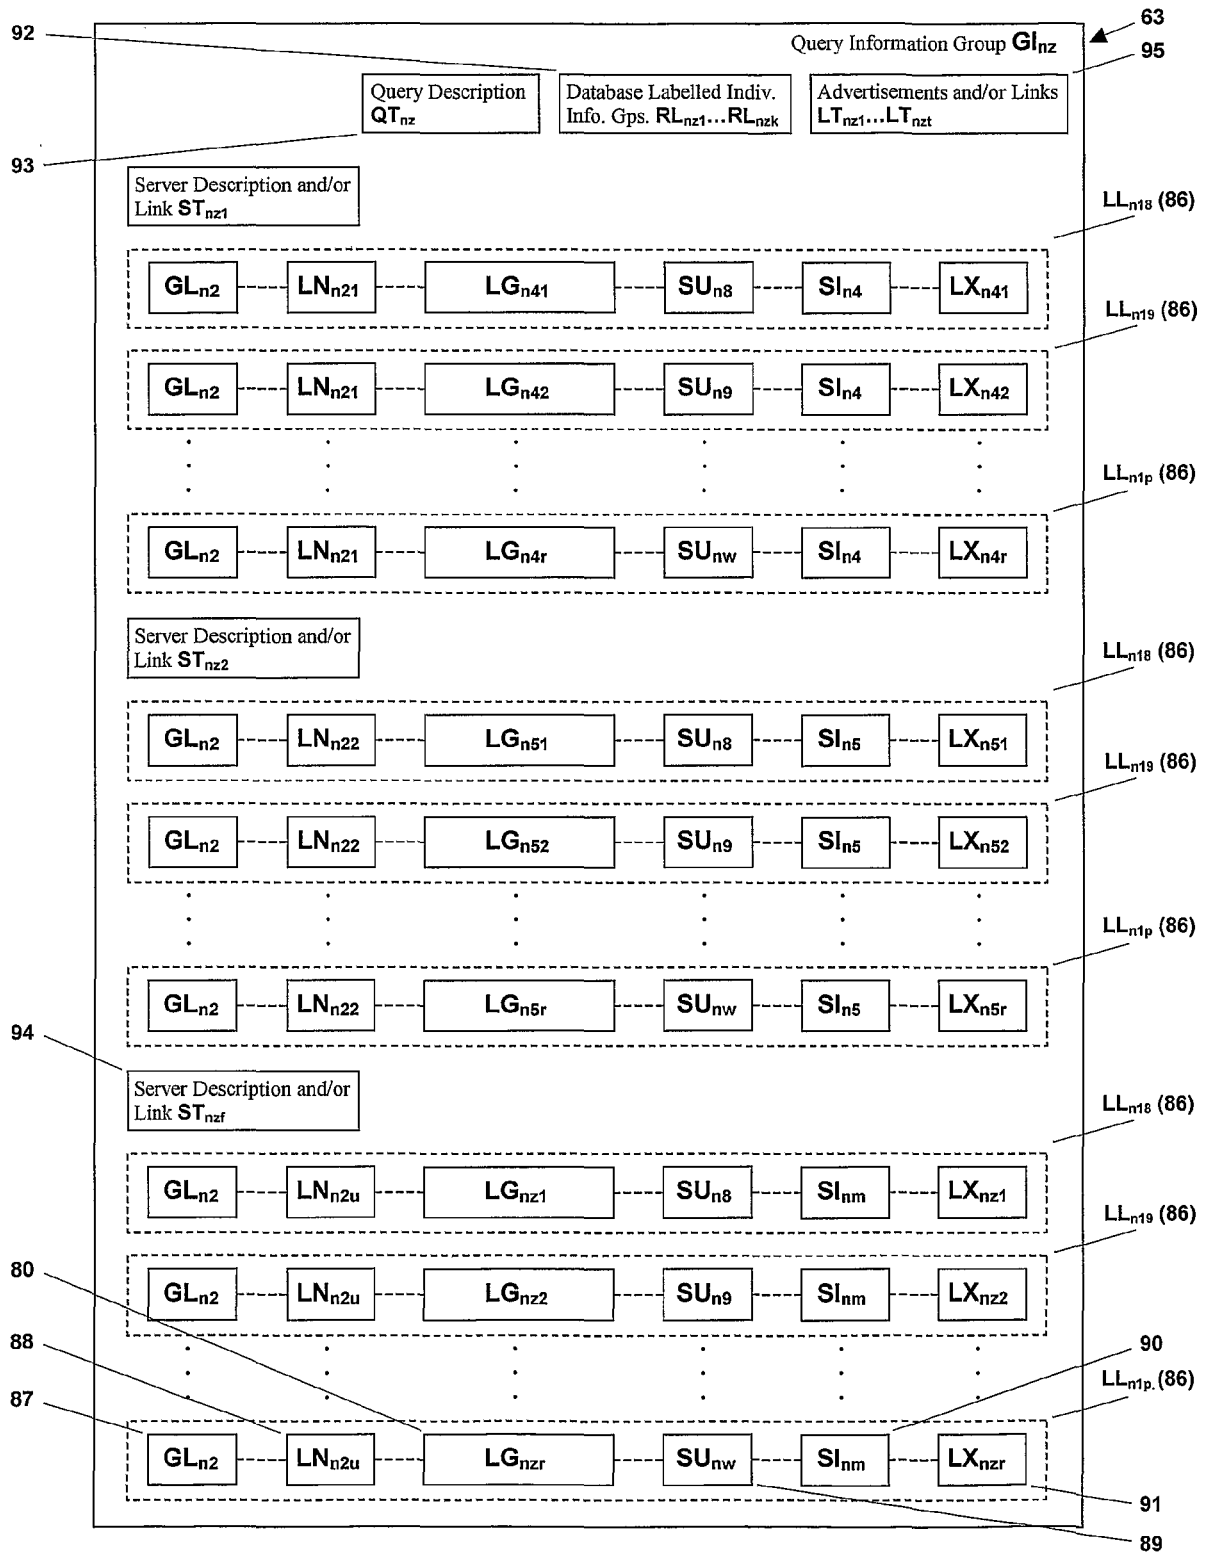 92
63
Query Information Group GInz
95
Query Description
QTnz
Database Labelled Indiv.
Info. Gps. RLnz1...RLnzk
Advertisements and/or Links
LTnz1...LTnzt
93
Server Description and/or
Link STnz1
LLn18 (86)
GLn2 LNn21 LGn41 SUn8 SIn4 LXn41
LLn19 (86)
GLn2 LNn21 LGn42 SUn9 SIn4 LXn42
LLn1p (86)
GLn2 LNn21 LGn4r SUnw SIn4 LXn4r
Server Description and/or
Link STnz2
LLn18 (86)
GLn2 LNn22 LGn51 SUn8 SIn5 LXn51
LLn19 (86)
GLn2 LNn22 LGn52 SUn9 SIn5 LXn52
LLn1p (86)
GLn2 LNn22 LGn5r SUnw SIn5 LXn5r
94
Server Description and/or
Link STnzf
LLn18 (86)
GLn2 LNn2u LGnz1 SUn8 SInm LXnz1
LLn19 (86)
80
GLn2 LNn2u LGnz2 SUn9 SInm LXnz2
88
90
LLn1p. (86)
87
GLn2 LNn2u LGnzr SUnw SInm LXnzr
91
89